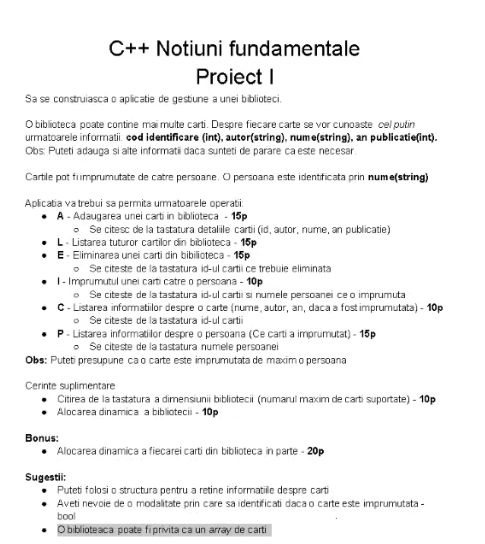 C++ Notiuni fundamentale
Proiect I
Sa se construiasca o aplicatie de gestiune a unei biblioteci.
O biblioteca poate contine mai multe carti. Despre fiecare carte se vor cunoaste cel putin
urmatoarele informatii. cod identificare (int), autor(string), nume(string), an publicatie(int).
Obs: Puteti adauga si alte informatii daca sunteti de parare ca este necesar.
Cartile pot fi imprumutate de catre persoane. O persoana este identificata prin nume(string)
Aplicatia va trebui sa permita urmatoarele operatii:
● A - Adaugarea unei carti in biblioteca - 15p
○ Se citesc de la tastatura detaliile cartii (id, autor, nume, an publicatie)
● L - Listarea tuturor cartilor din biblioteca - 15p
● E - Eliminarea unei carti din bibilioteca - 15p
○ Se citeste de la tastatura id-ul cartii ce trebuie eliminata
● I - Imprumutul unei carti catre o persoana - 10p
○ Se citeste de la tastatura id-ul cartii si numele persoanei ce o imprumuta
● C - Listarea informatiilor despre o carte (nume, autor, an, daca a fost imprumutata) - 10p
○ Se citeste de la tastatura id-ul cartii
● P - Listarea informatiilor despre o persoana (Ce carti a imprumutat) - 15p
○ Se citeste de la tastatura numele persoanei
Obs: Puteti presupune ca o carte este imprumutata de maxim o persoana
Cerinte suplimentare
● Citirea de la tastatura a dimensiunii bibliotecii (numarul maxim de carti suportate) - 10p
● Alocarea dinamica a bibliotecii - 10p
Bonus:
● Alocarea dinamica a fiecarei carti din biblioteca in parte - 20p
Sugestii:
● Puteti folosi o structura pentru a retine informatiile despre carti
● Aveti nevoie de o modalitate prin care sa identificati daca o carte este imprumutata -
bool
● O biblioteaca poate fi privita ca un array de carti